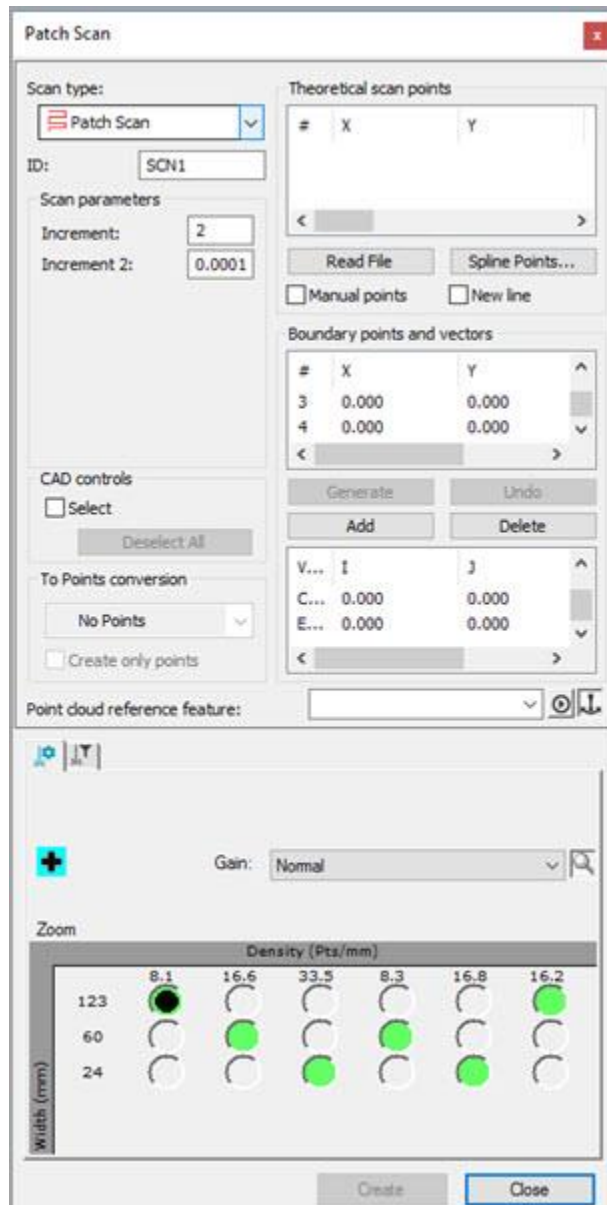 Patch Scan
x
Scan type:
Patch Scan
ID: SCN1
Scan parameters
Increment: 2
Increment 2: 0.0001
CAD controls
Select
Deselect All
To Points conversion
No Points
Create only points
Theoretical scan points
# X Y
Read File Spline Points...
Manual points New line
Boundary points and vectors
# X Y
3 0.000 0.000
4 0.000 0.000
Generate Undo
Add Delete
V... I J
C... 0.000 0.000
E... 0.000 0.000
Point cloud reference feature:
Gain: Normal
Zoom
Density (Pts/mm)
8.1 16.6 33.5 8.3 16.8 16.2
123
60
24
Width (mm)
Create Close